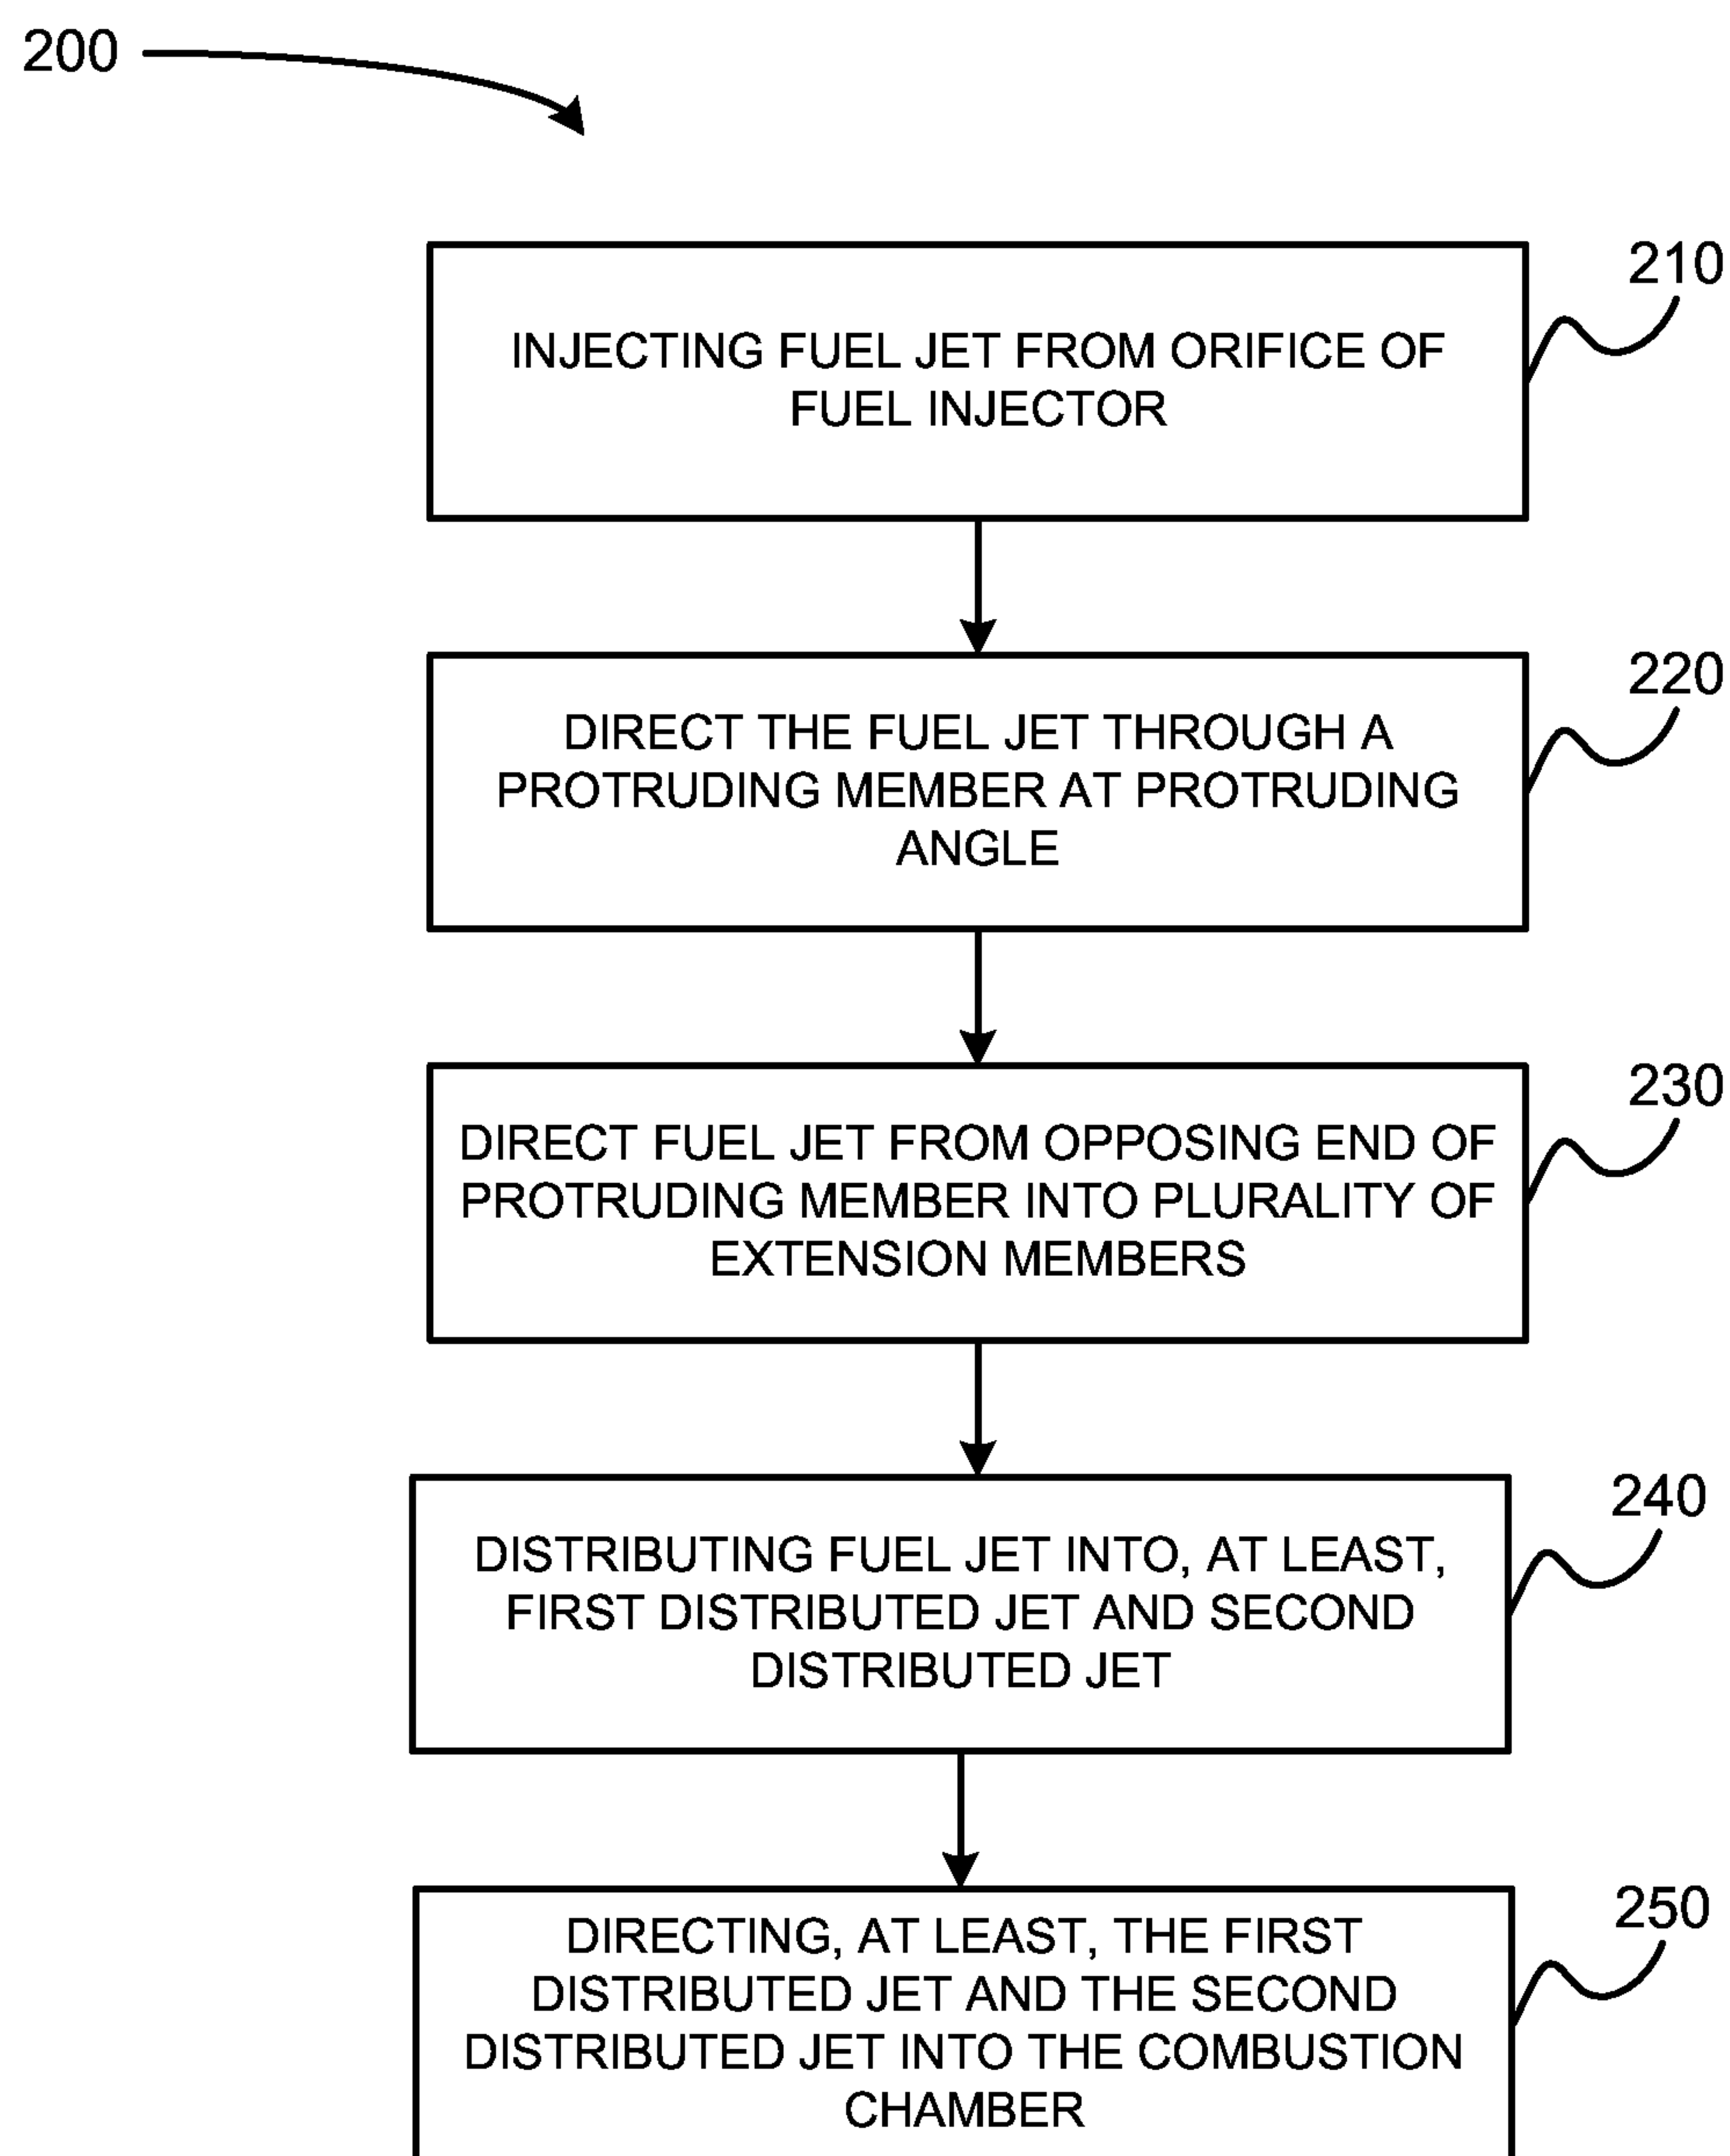 200
210
INJECTING FUEL JET FROM ORIFICE OF
FUEL INJECTOR
220
DIRECT THE FUEL JET THROUGH A
PROTRUDING MEMBER AT PROTRUDING
ANGLE
230
DIRECT FUEL JET FROM OPPOSING END OF
PROTRUDING MEMBER INTO PLURALITY OF
EXTENSION MEMBERS
240
DISTRIBUTING FUEL JET INTO, AT LEAST,
FIRST DISTRIBUTED JET AND SECOND
DISTRIBUTED JET
250
DIRECTING, AT LEAST, THE FIRST
DISTRIBUTED JET AND THE SECOND
DISTRIBUTED JET INTO THE COMBUSTION
CHAMBER